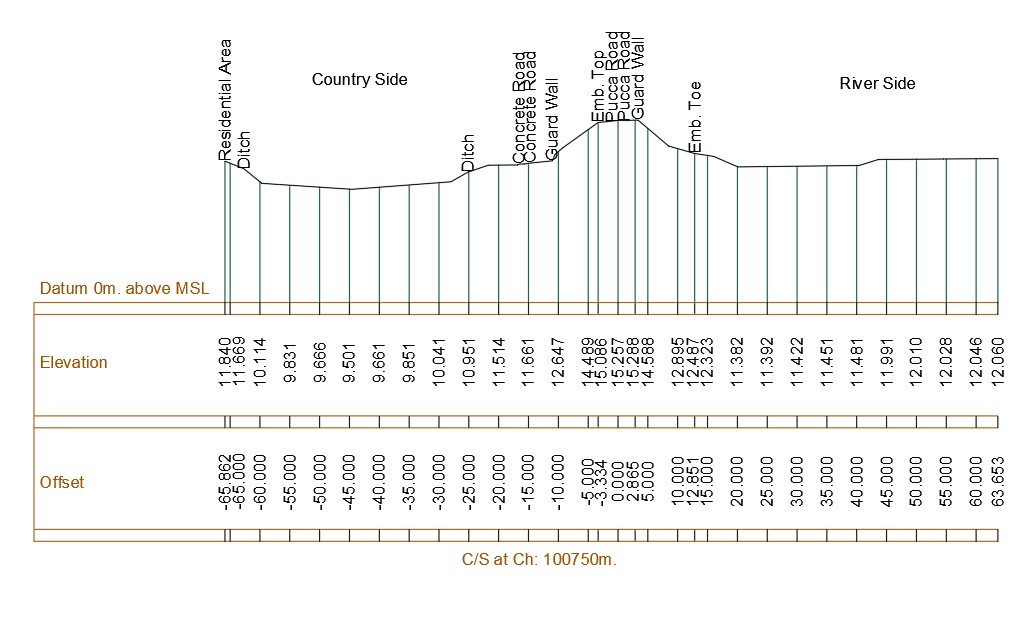 Residential Area
Ditch
Country Side
Ditch
Concrete Road
Concrete Road
Guard Wall
Emb. Top
Pucca Road
Pucca Road
Guard Wall
Emb. Toe
River Side
Datum 0m. above MSL
Elevation 11.840 11.669 10.114 9.831 9.666 9.501 9.661 9.851 10.041 10.951 11.514 11.661 12.647 14.489 15.086 15.257 15.288 14.588 12.895 12.487 12.323 11.382 11.392 11.422 11.451 11.481 11.991 12.010 12.028 12.046 12.060
Offset -65.862 -65.000 -60.000 -55.000 -50.000 -45.000 -40.000 -35.000 -30.000 -25.000 -20.000 -15.000 -10.000 -5.000 -3.334 0.000 2.865 5.000 10.000 12.851 15.000 20.000 25.000 30.000 35.000 40.000 45.000 50.000 55.000 60.000 63.653
C/S at Ch: 100750m.